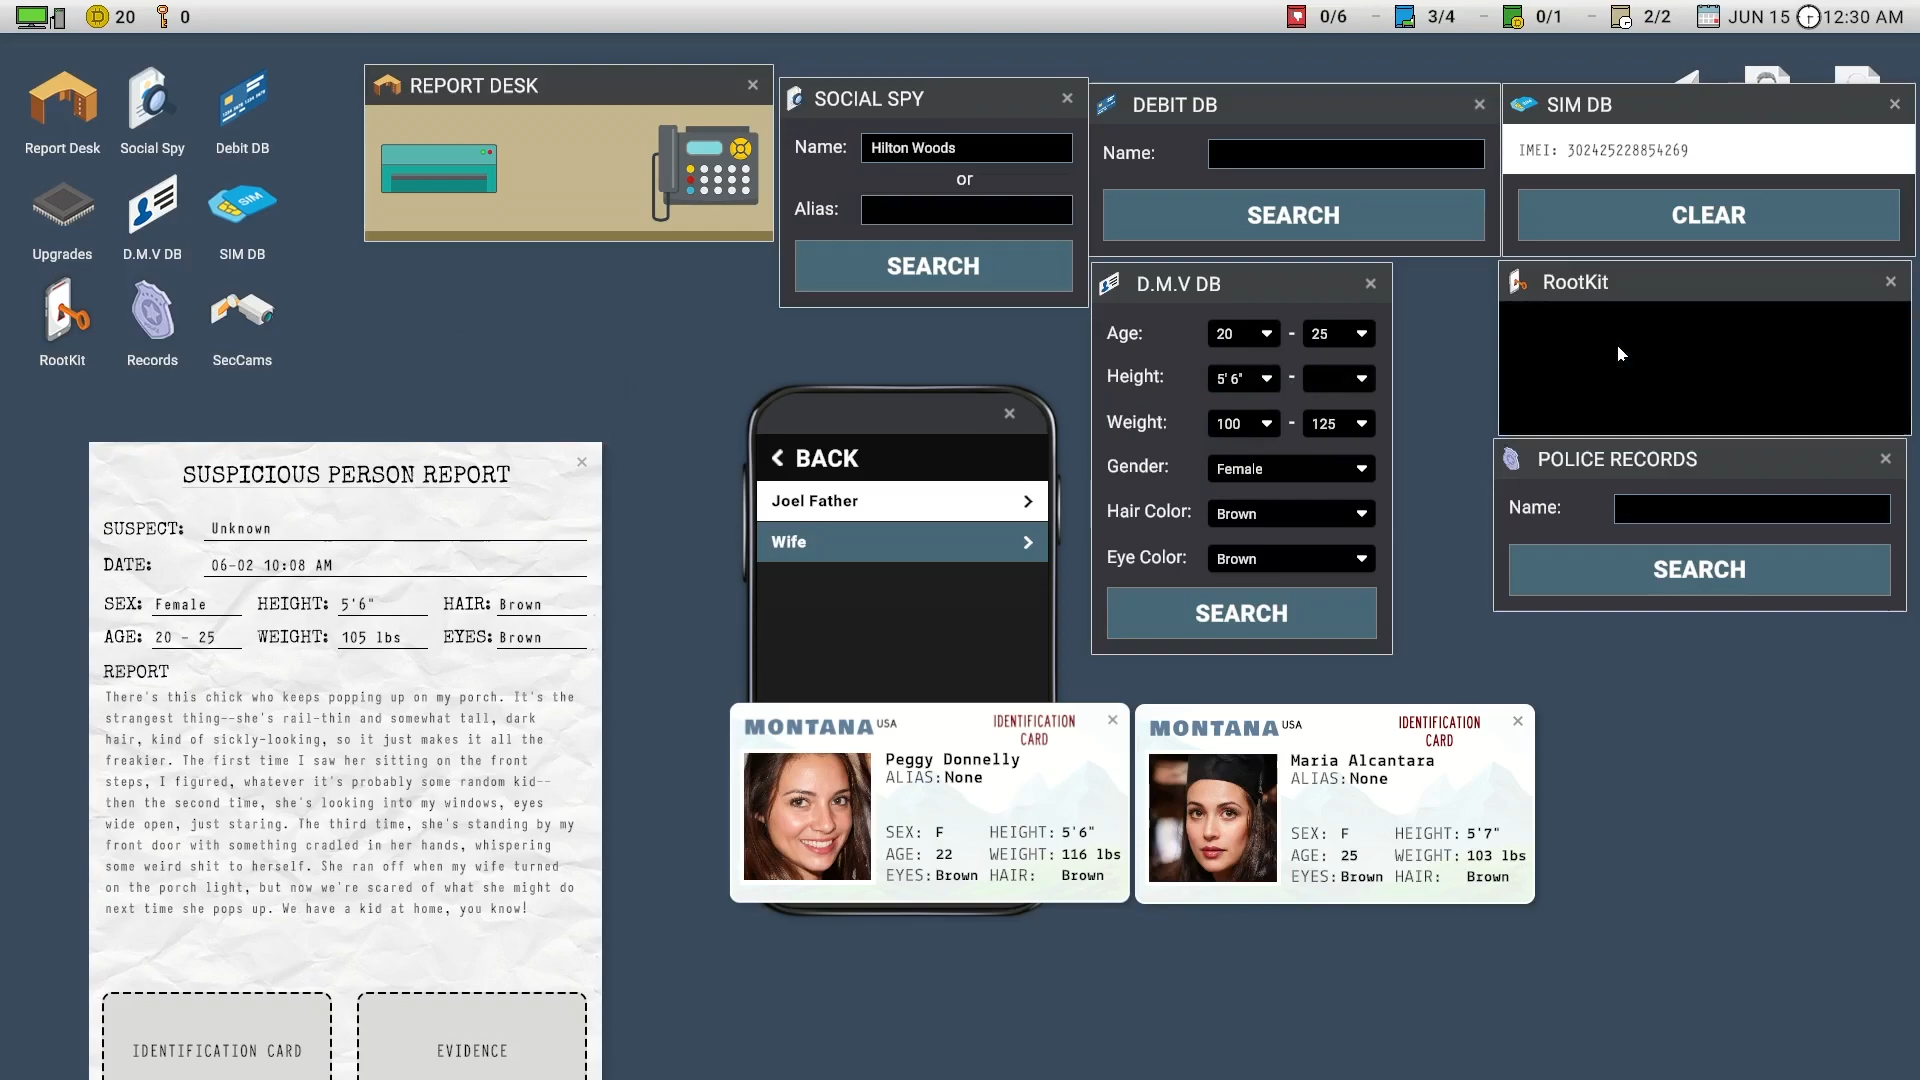 20
0
0/6
3/4
0/1
2/2
JUN 15
12:30 AM
Report Desk
Social Spy
Debit DB
Upgrades
D.M.V DB
SIM DB
RootKit
Records
SecCams
REPORT DESK
SOCIAL SPY
Name: Hilton Woods
or
Alias:
SEARCH
DEBIT DB
Name:
SEARCH
SIM DB
IMEI: 302425228854269
CLEAR
D.M.V DB
Age: 20 - 25
Height: 5' 6" -
Weight: 100 - 125
Gender: Female
Hair Color: Brown
Eye Color: Brown
SEARCH
RootKit
POLICE RECORDS
Name:
SEARCH
BACK
Joel Father
Wife
SUSPICIOUS PERSON REPORT
SUSPECT: Unknown
DATE: 06-02 10:08 AM
SEX: Female HEIGHT: 5'6" HAIR: Brown
AGE: 20 - 25 WEIGHT: 105 lbs EYES: Brown
REPORT
There's this chick who keeps popping up on my porch. It's the
strangest thing--she's rail-thin and somewhat tall, dark
hair, kind of sickly-looking, so it just makes it all the
freakier. The first time I saw her sitting on the front
steps, I figured, whatever it's probably some random kid--
then the second time, she's looking into my windows, eyes
wide open, just staring. The third time, she's standing by my
front door with something cradled in her hands, whispering
some weird shit to herself. She ran off when my wife turned
on the porch light, but now we're scared of what she might do
next time she pops up. We have a kid at home, you know!
IDENTIFICATION CARD
EVIDENCE
MONTANA USA
IDENTIFICATION
CARD
Peggy Donnelly
ALIAS: None
SEX: F HEIGHT: 5'6"
AGE: 22 WEIGHT: 116 lbs
EYES: Brown HAIR: Brown
MONTANA USA
IDENTIFICATION
CARD
Maria Alcantara
ALIAS: None
SEX: F HEIGHT: 5'7"
AGE: 25 WEIGHT: 103 lbs
EYES: Brown HAIR: Brown